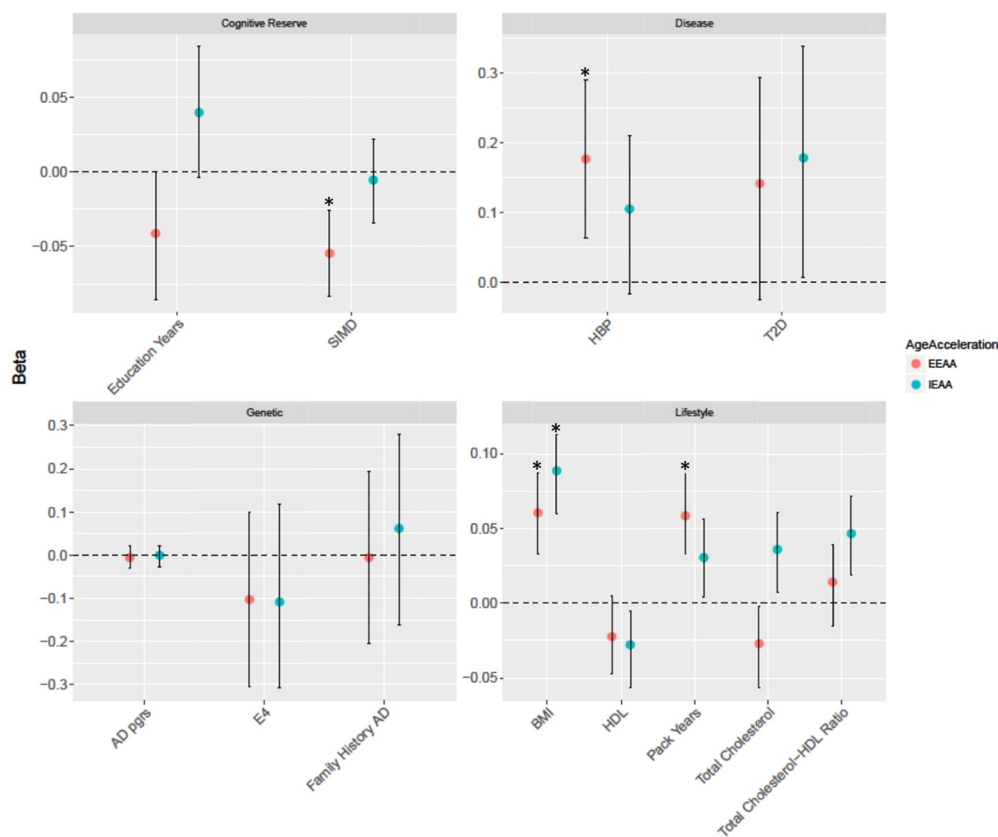 Cognitive Reserve
Disease
*
0.05
0.00
−0.05
*
Education Years
SIMD
0.3
0.2
0.1
0.0
HBP
T2D
Beta
AgeAcceleration
EEAA
IEAA
Genetic
Lifestyle
0.3
0.2
0.1
0.0
−0.1
−0.2
−0.3
AD pgrs
E4
Family History AD
*
*
*
0.10
0.05
0.00
−0.05
BMI
HDL
Pack Years
Total Cholesterol
Total Cholesterol−HDL Ratio